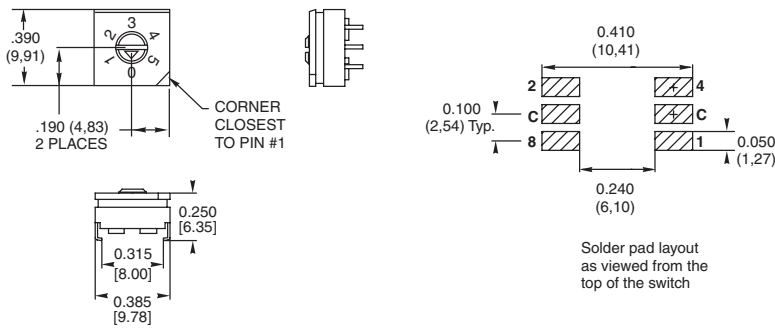 .390
(9,91)
3
2
4
1
5
0
.190 (4,83)
2 PLACES
CORNER
CLOSEST
TO PIN #1
0.410
(10,41)
2
4
0.100
(2,54) Typ.
C
C
8
1
0.050
(1,27)
0.240
(6,10)
0.250
[6.35]
0.315
[8.00]
0.385
[9.78]
Solder pad layout
as viewed from the
top of the switch